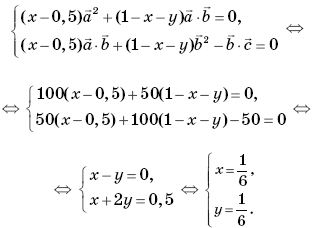 {(x−0,5)a⃗² + (1−x−y)a⃗·b⃗ = 0,
(x−0,5)a⃗·b⃗ + (1−x−y)b⃗² − b⃗·c⃗ = 0 ⇔
⇔ {100(x−0,5) + 50(1−x−y) = 0,
50(x−0,5) + 100(1−x−y) − 50 = 0 ⇔
⇔ {x−y = 0,
x+2y = 0,5 ⇔ {x = 1/6,
y = 1/6.